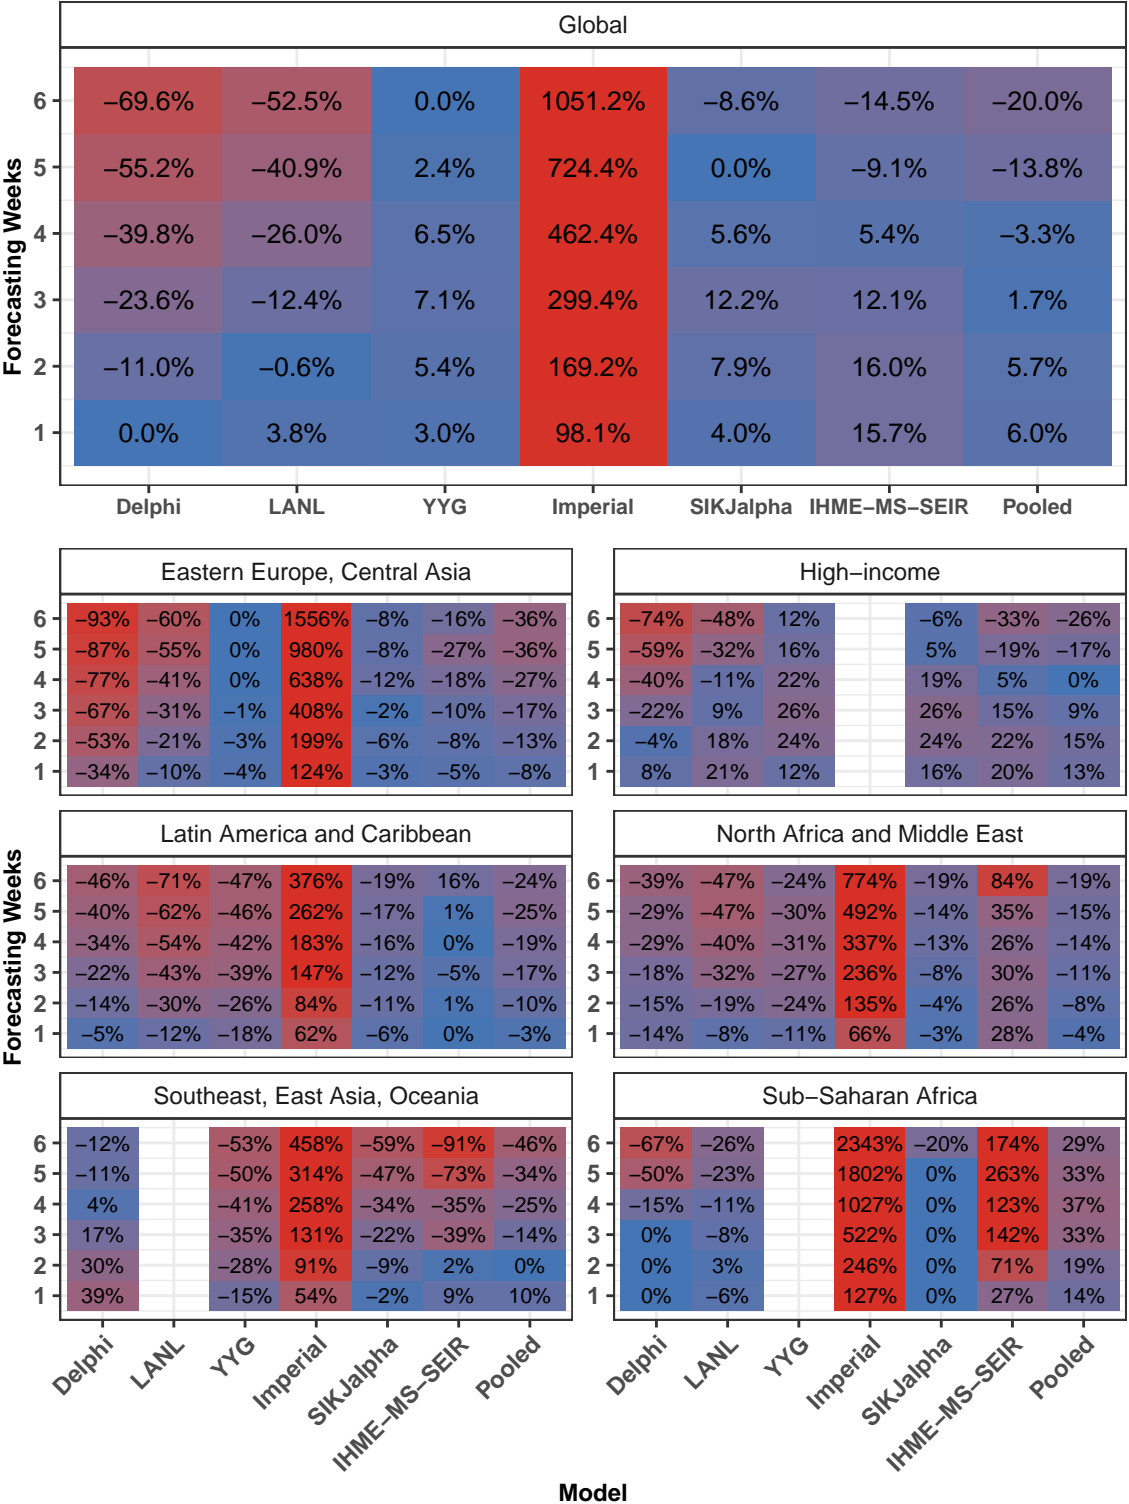 Global
Forecasting Weeks
6 −69.6% −52.5% 0.0% 1051.2% −8.6% −14.5% −20.0%
5 −55.2% −40.9% 2.4% 724.4% 0.0% −9.1% −13.8%
4 −39.8% −26.0% 6.5% 462.4% 5.6% 5.4% −3.3%
3 −23.6% −12.4% 7.1% 299.4% 12.2% 12.1% 1.7%
2 −11.0% −0.6% 5.4% 169.2% 7.9% 16.0% 5.7%
1 0.0% 3.8% 3.0% 98.1% 4.0% 15.7% 6.0%
Delphi LANL YYG Imperial SIKJalpha IHME−MS−SEIR Pooled
Forecasting Weeks
Eastern Europe, Central Asia
6 −93% −60% 0% 1556% −8% −16% −36%
5 −87% −55% 0% 980% −8% −27% −36%
4 −77% −41% 0% 638% −12% −18% −27%
3 −67% −31% −1% 408% −2% −10% −17%
2 −53% −21% −3% 199% −6% −8% −13%
1 −34% −10% −4% 124% −3% −5% −8%
High−income
−74% −48% 12% −6% −33% −26%
−59% −32% 16% 5% −19% −17%
−40% −11% 22% 19% 5% 0%
−22% 9% 26% 26% 15% 9%
−4% 18% 24% 24% 22% 15%
8% 21% 12% 16% 20% 13%
Latin America and Caribbean
6 −46% −71% −47% 376% −19% 16% −24%
5 −40% −62% −46% 262% −17% 1% −25%
4 −34% −54% −42% 183% −16% 0% −19%
3 −22% −43% −39% 147% −12% −5% −17%
2 −14% −30% −26% 84% −11% 1% −10%
1 −5% −12% −18% 62% −6% 0% −3%
North Africa and Middle East
−39% −47% −24% 774% −19% 84% −19%
−29% −47% −30% 492% −14% 35% −15%
−29% −40% −31% 337% −13% 26% −14%
−18% −32% −27% 236% −8% 30% −11%
−15% −19% −24% 135% −4% 26% −8%
−14% −8% −11% 66% −3% 28% −4%
Southeast, East Asia, Oceania
6 −12% −53% 458% −59% −91% −46%
5 −11% −50% 314% −47% −73% −34%
4 4% −41% 258% −34% −35% −25%
3 17% −35% 131% −22% −39% −14%
2 30% −28% 91% −9% 2% 0%
1 39% −15% 54% −2% 9% 10%
Delphi LANL YYG Imperial SIKJalpha IHME−MS−SEIR Pooled
Sub−Saharan Africa
−67% −26% 2343% −20% 174% 29%
−50% −23% 1802% 0% 263% 33%
−15% −11% 1027% 0% 123% 37%
0% −8% 522% 0% 142% 33%
0% 3% 246% 0% 71% 19%
0% −6% 127% 0% 27% 14%
Delphi LANL YYG Imperial SIKJalpha IHME−MS−SEIR Pooled
Model